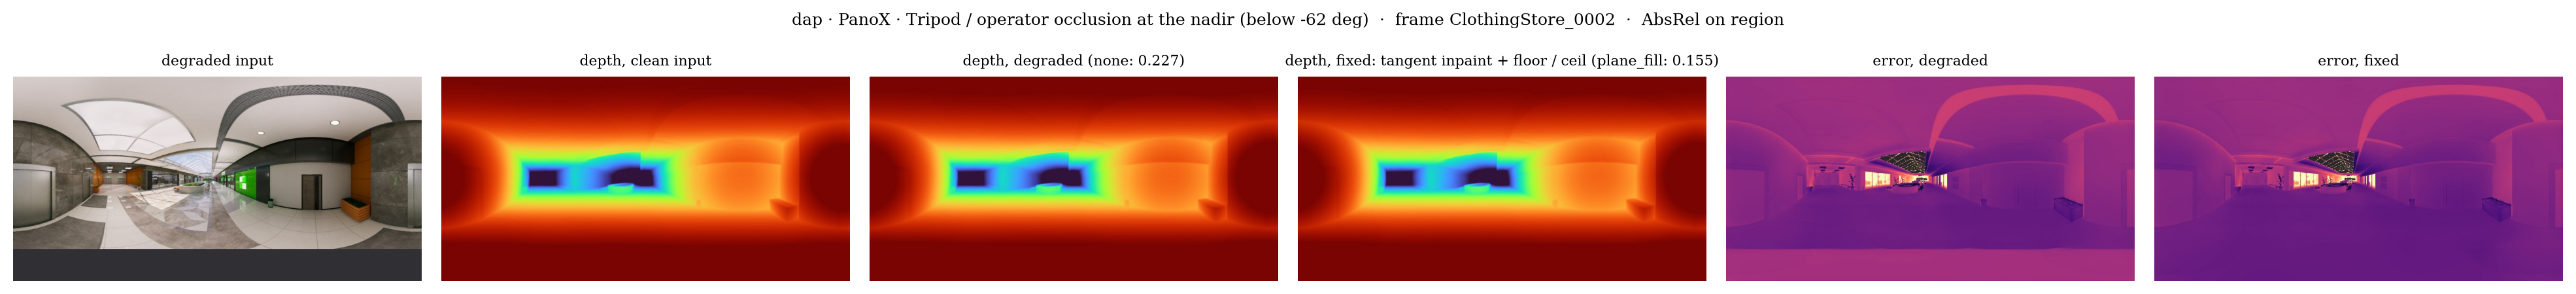 dap · PanoX · Tripod / operator occlusion at the nadir (below -62 deg) · frame ClothingStore_0002 · AbsRel on region
degraded input
depth, clean input
depth, degraded (none: 0.227)
depth, fixed: tangent inpaint + floor / ceil (plane_fill: 0.155)
error, degraded
error, fixed